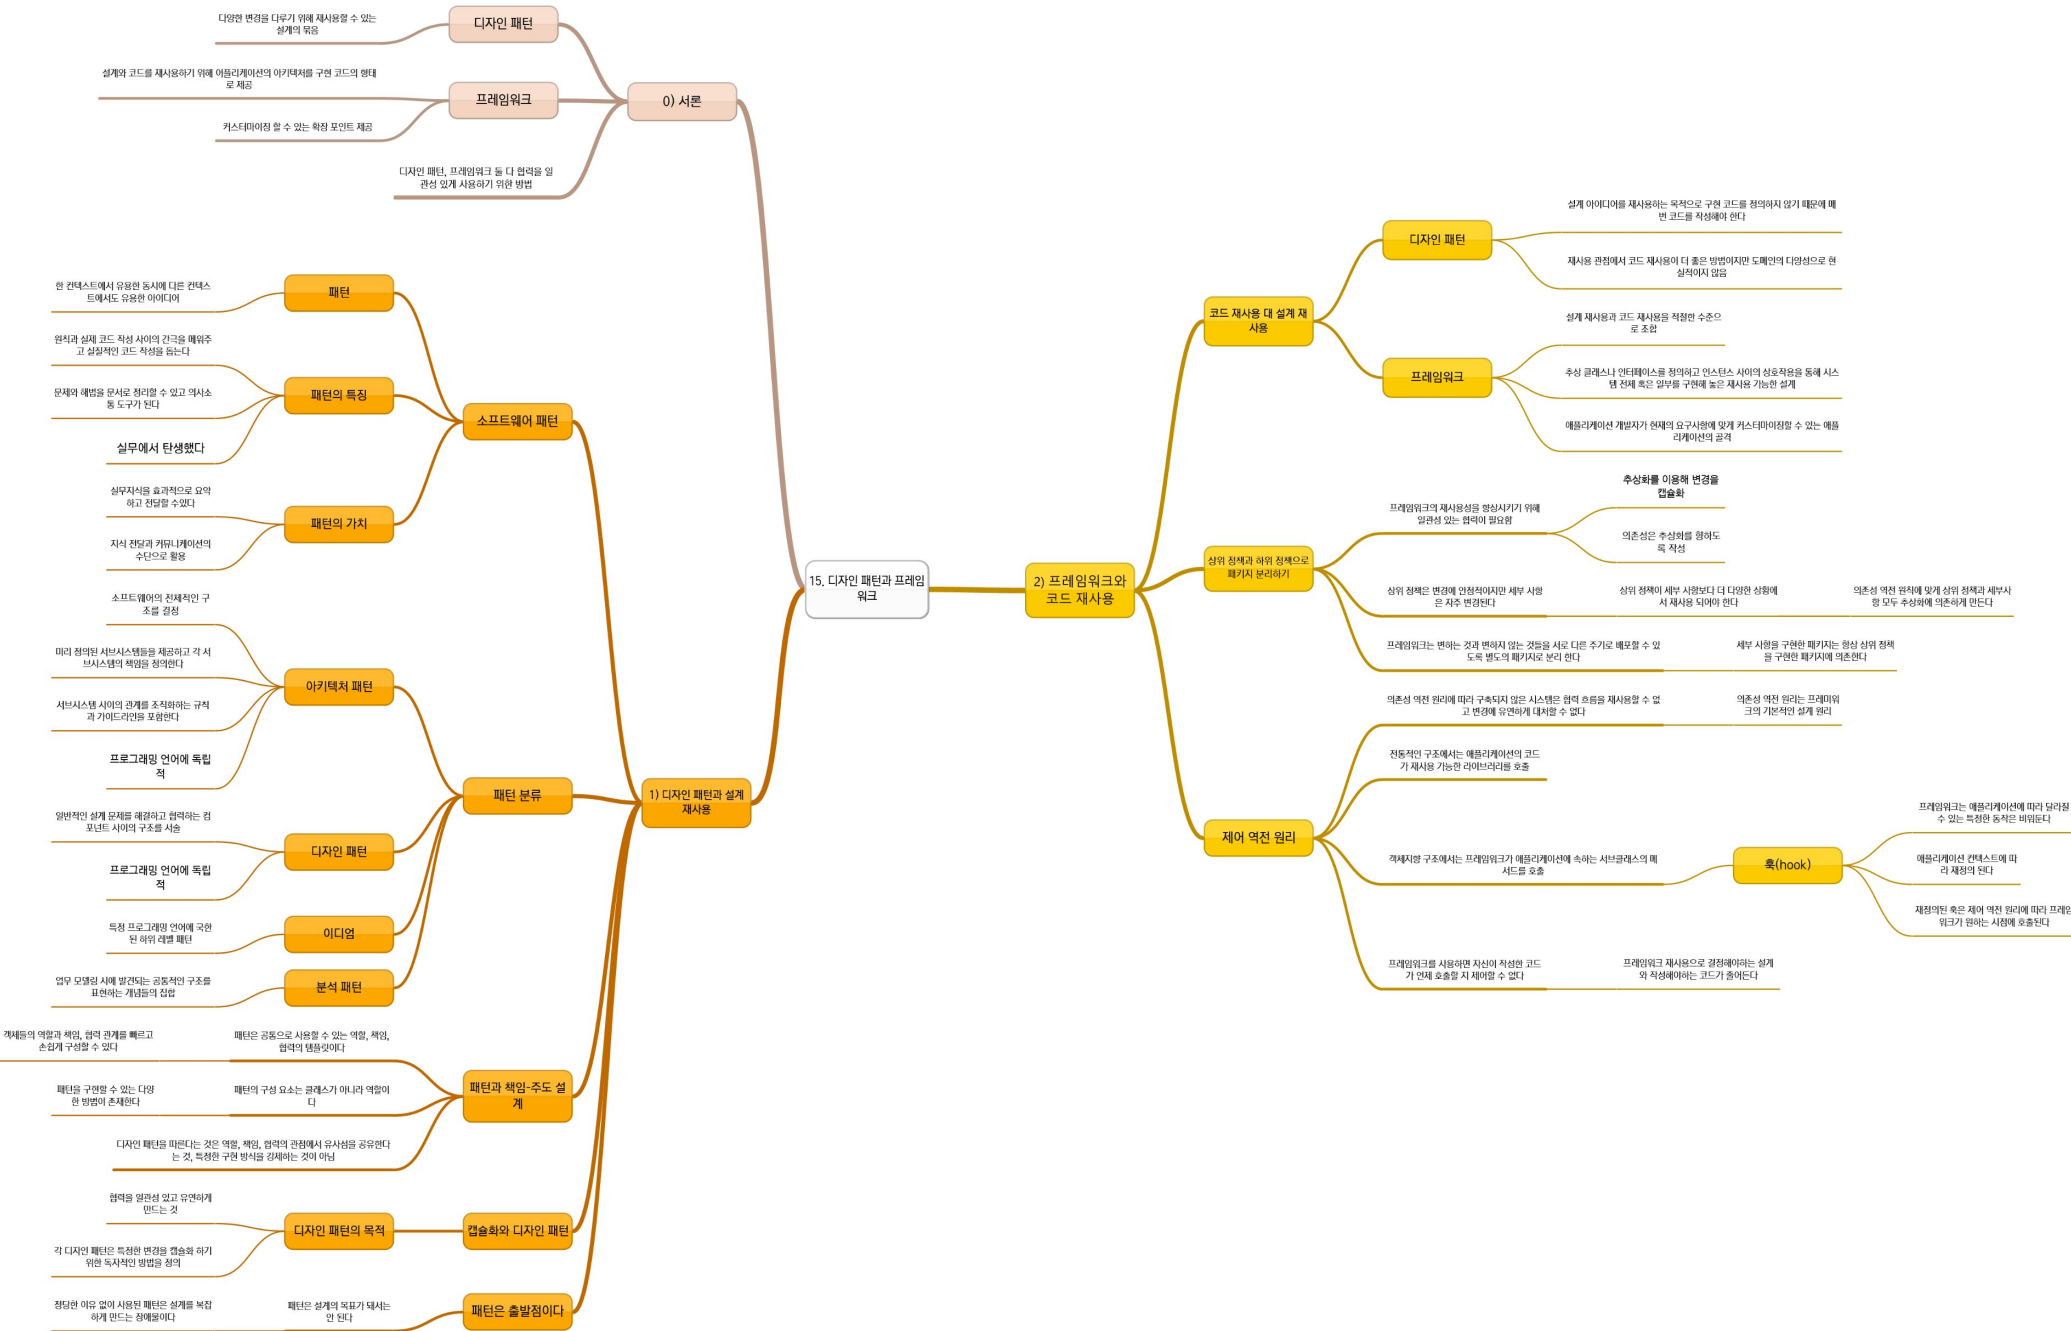 15. 디자인 패턴과 프레임
워크
0) 서론
디자인 패턴
다양한 변경을 다루기 위해 재사용할 수 있는
설계의 묶음
프레임워크
설계와 코드를 재사용하기 위해 어플리케이션의 아키텍처를 구현 코드의 형태
로 제공
커스터마이징 할 수 있는 확장 포인트 제공
디자인 패턴, 프레임워크 둘 다 협력을 일
관성 있게 사용하기 위한 방법
1) 디자인 패턴과 설계
재사용
소프트웨어 패턴
패턴
한 컨텍스트에서 유용한 동시에 다른 컨텍스
트에서도 유용한 아이디어
패턴의 특징
원칙과 실제 코드 작성 사이의 간극을 메워주
고 실질적인 코드 작성을 돕는다
문제와 해법을 문서로 정리할 수 있고 의사소
통 도구가 된다
실무에서 탄생했다
패턴의 가치
실무지식을 효과적으로 요약
하고 전달할 수있다
지식 전달과 커뮤니케이션의
수단으로 활용
패턴 분류
아키텍처 패턴
소프트웨어의 전체적인 구
조를 결정
미리 정의된 서브시스템들을 제공하고 각 서
브시스템의 책임을 정의한다
서브시스템 사이의 관계를 조직화하는 규칙
과 가이드라인을 포함한다
프로그래밍 언어에 독립
적
디자인 패턴
일반적인 설계 문제를 해결하고 협력하는 컴
포넌트 사이의 구조를 서술
프로그래밍 언어에 독립
적
이디엄
특정 프로그래밍 언어에 국한
된 하위 레벨 패턴
분석 패턴
업무 모델링 시에 발견되는 공통적인 구조를
표현하는 개념들의 집합
패턴과 책임-주도 설
계
패턴은 공통으로 사용할 수 있는 역할, 책임,
협력의 템플릿이다
객체들의 역할과 책임, 협력 관계를 빠르고
손쉽게 구성할 수 있다
패턴의 구성 요소는 클래스가 아니라 역할이
다
패턴을 구현할 수 있는 다양
한 방법이 존재한다
디자인 패턴을 따른다는 것은 역할, 책임, 협력의 관점에서 유사성을 공유한다
는 것, 특정한 구현 방식을 강제하는 것이 아님
캡슐화와 디자인 패턴
디자인 패턴의 목적
협력을 일관성 있고 유연하게
만드는 것
각 디자인 패턴은 특정한 변경을 캡슐화 하기
위한 독자적인 방법을 정의
패턴은 출발점이다
패턴은 설계의 목표가 돼서는
안 된다
정당한 이유 없이 사용된 패턴은 설계를 복잡
하게 만드는 장애물이다
2) 프레임워크와
코드 재사용
코드 재사용 대 설계 재
사용
디자인 패턴
설계 아이디어를 재사용하는 목적으로 구현 코드를 정의하지 않기 때문에 매
번 코드를 작성해야 한다
재사용 관점에서 코드 재사용이 더 좋은 방법이지만 도메인의 다양성으로 현
실적이지 않음
프레임워크
설계 재사용과 코드 재사용을 적절한 수준으
로 조합
추상 클래스나 인터페이스를 정의하고 인스턴스 사이의 상호작용을 통해 시스
템 전체 혹은 일부를 구현해 놓은 재사용 가능한 설계
애플리케이션 개발자가 현재의 요구사항에 맞게 커스터마이징할 수 있는 애플
리케이션의 골격
상위 정책과 하위 정책으로
패키지 분리하기
프레임워크의 재사용성을 향상시키기 위해
일관성 있는 협력이 필요함
추상화를 이용해 변경을
캡슐화
의존성은 추상화를 향하도
록 작성
상위 정책은 변경에 안정적이지만 세부 사항
은 자주 변경된다
상위 정책이 세부 사항보다 더 다양한 상황에
서 재사용 되어야 한다
의존성 역전 원칙에 맞게 상위 정책과 세부사
항 모두 추상화에 의존하게 만든다
프레임워크는 변하는 것과 변하지 않는 것들을 서로 다른 주기로 배포할 수 있
도록 별도의 패키지로 분리 한다
세부 사항을 구현한 패키지는 항상 상위 정책
을 구현한 패키지에 의존한다
제어 역전 원리
의존성 역전 원리에 따라 구축되지 않은 시스템은 협력 흐름을 재사용할 수 없
고 변경에 유연하게 대처할 수 없다
의존성 역전 원리는 프레미워
크의 기본적인 설계 원리
전통적인 구조에서는 애플리케이션의 코드
가 재사용 가능한 라이브러리를 호출
객체지향 구조에서는 프레임워크가 애플리케이션에 속하는 서브클래스의 메
서드를 호출
훅(hook)
프레임워크는 애플리케이션에 따라 달라질
수 있는 특정한 동작은 비워둔다
애플리케이션 컨텍스트에 따
라 재정의 된다
재정의된 훅은 제어 역전 원리에 따라 프레임
워크가 원하는 시점에 호출된다
프레임워크를 사용하면 자신이 작성한 코드
가 언제 호출할 지 제어할 수 없다
프레임워크 재사용으로 결정해야하는 설계
와 작성해야하는 코드가 줄어든다